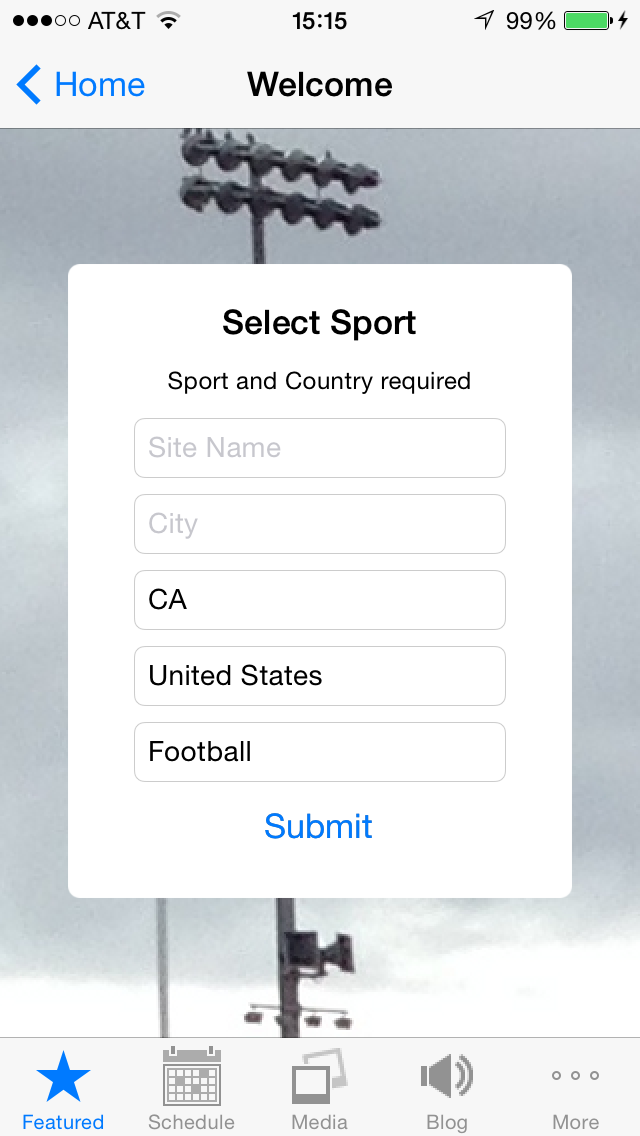 AT&T 15:15 99%
Home Welcome
Select Sport
Sport and Country required
Site Name
City
CA
United States
Football
Submit
Featured Schedule Media Blog More